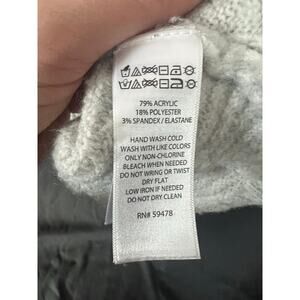 79% ACRYLIC
18% POLYESTER
3% SPANDEX / ELASTANE
HAND WASH COLD
WASH WITH LIKE COLORS
ONLY NON-CHLORINE
BLEACH WHEN NEEDED
DO NOT WRING OR TWIST
DRY FLAT
LOW IRON IF NEEDED
DO NOT DRY CLEAN
RN# 59478